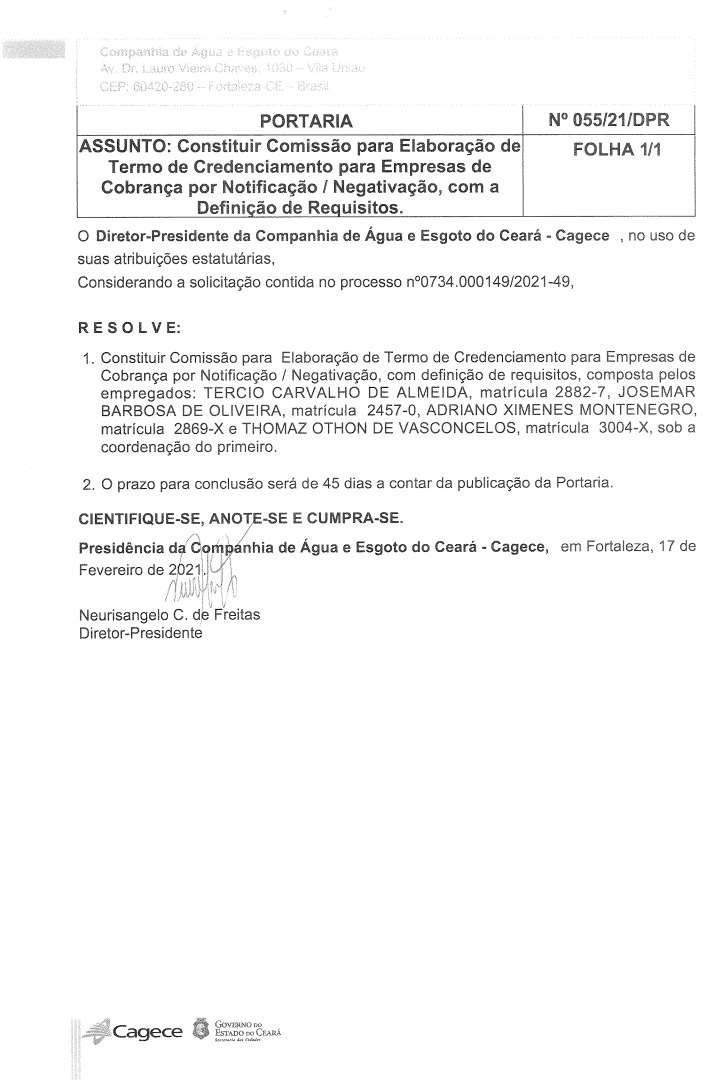 Companhia de Água e Esgoto do Ceará
Av. Dr. Lauro Vieira Chaves, 1030 – Vila União
CEP: 60420-280 – Fortaleza-CE – Brasil
PORTARIA
Nº 055/21/DPR
ASSUNTO: Constituir Comissão para Elaboração de
Termo de Credenciamento para Empresas de
Cobrança por Notificação / Negativação, com a
Definição de Requisitos.
FOLHA 1/1
O Diretor-Presidente da Companhia de Água e Esgoto do Ceará - Cagece , no uso de
suas atribuições estatutárias,
Considerando a solicitação contida no processo nº0734.000149/2021-49,
R E S O L V E:
1. Constituir Comissão para Elaboração de Termo de Credenciamento para Empresas de
Cobrança por Notificação / Negativação, com definição de requisitos, composta pelos
empregados: TERCIO CARVALHO DE ALMEIDA, matrícula 2882-7, JOSEMAR
BARBOSA DE OLIVEIRA, matrícula 2457-0, ADRIANO XIMENES MONTENEGRO,
matrícula 2869-X e THOMAZ OTHON DE VASCONCELOS, matrícula 3004-X, sob a
coordenação do primeiro.
2. O prazo para conclusão será de 45 dias a contar da publicação da Portaria.
CIENTIFIQUE-SE, ANOTE-SE E CUMPRA-SE.
Presidência da Companhia de Água e Esgoto do Ceará - Cagece, em Fortaleza, 17 de
Fevereiro de 2021.
Neurisangelo C. de Freitas
Diretor-Presidente
Cagece
GOVERNO DO
ESTADO DO CEARÁ
Secretaria das Cidades